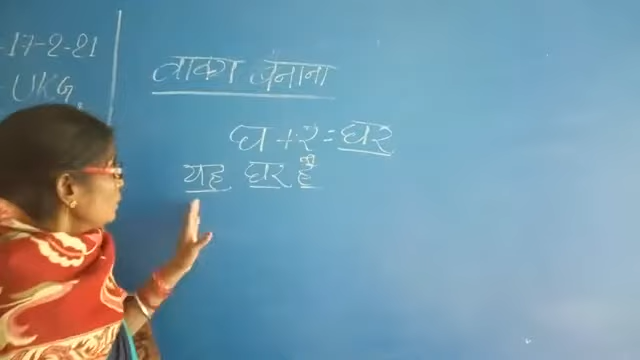 -17-2-21
UKG
वाक्य बनाना
घ + र = घर
यह घर है